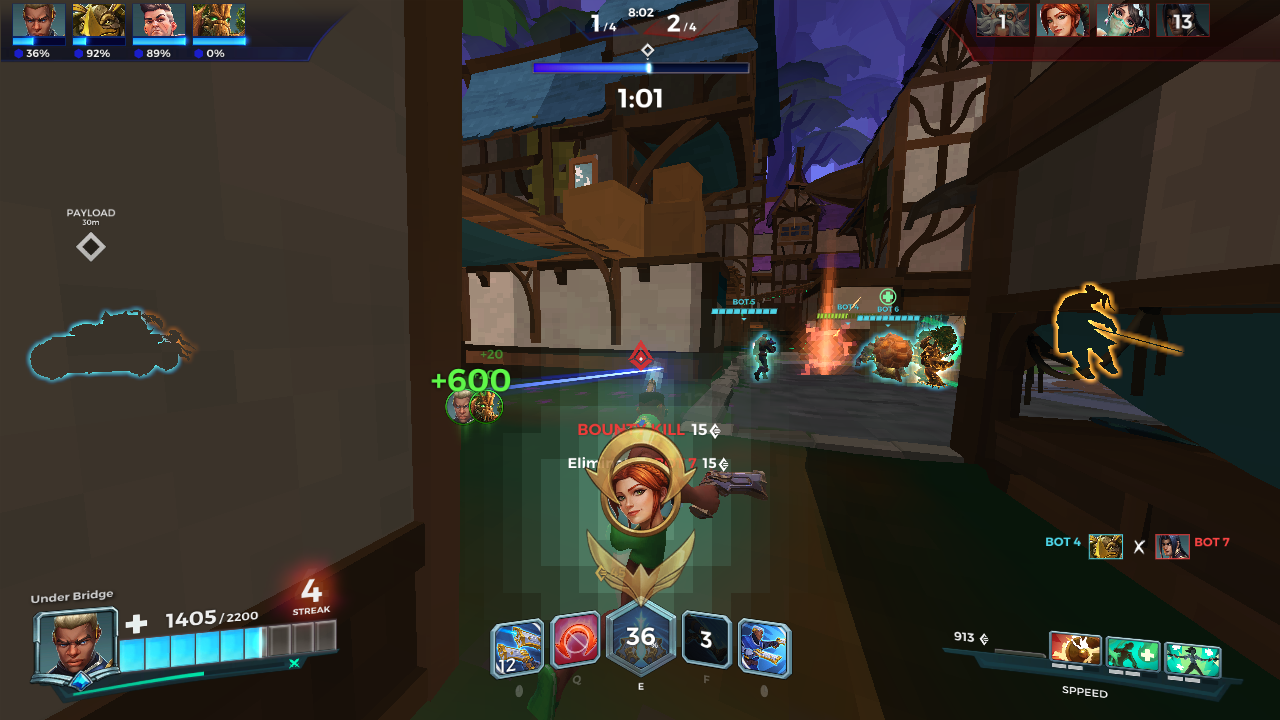 36%
92%
89%
0%
1/4
8:02
2/4
1
13
1:01
PAYLOAD
30m
BOT 5
BOT 6
+20
+600
BOUNTY KILL 15
Elim
7 15
BOT 4
BOT 7
Under Bridge
1405/2200
4
STREAK
12
36
3
Q
E
F
913
SPPEED